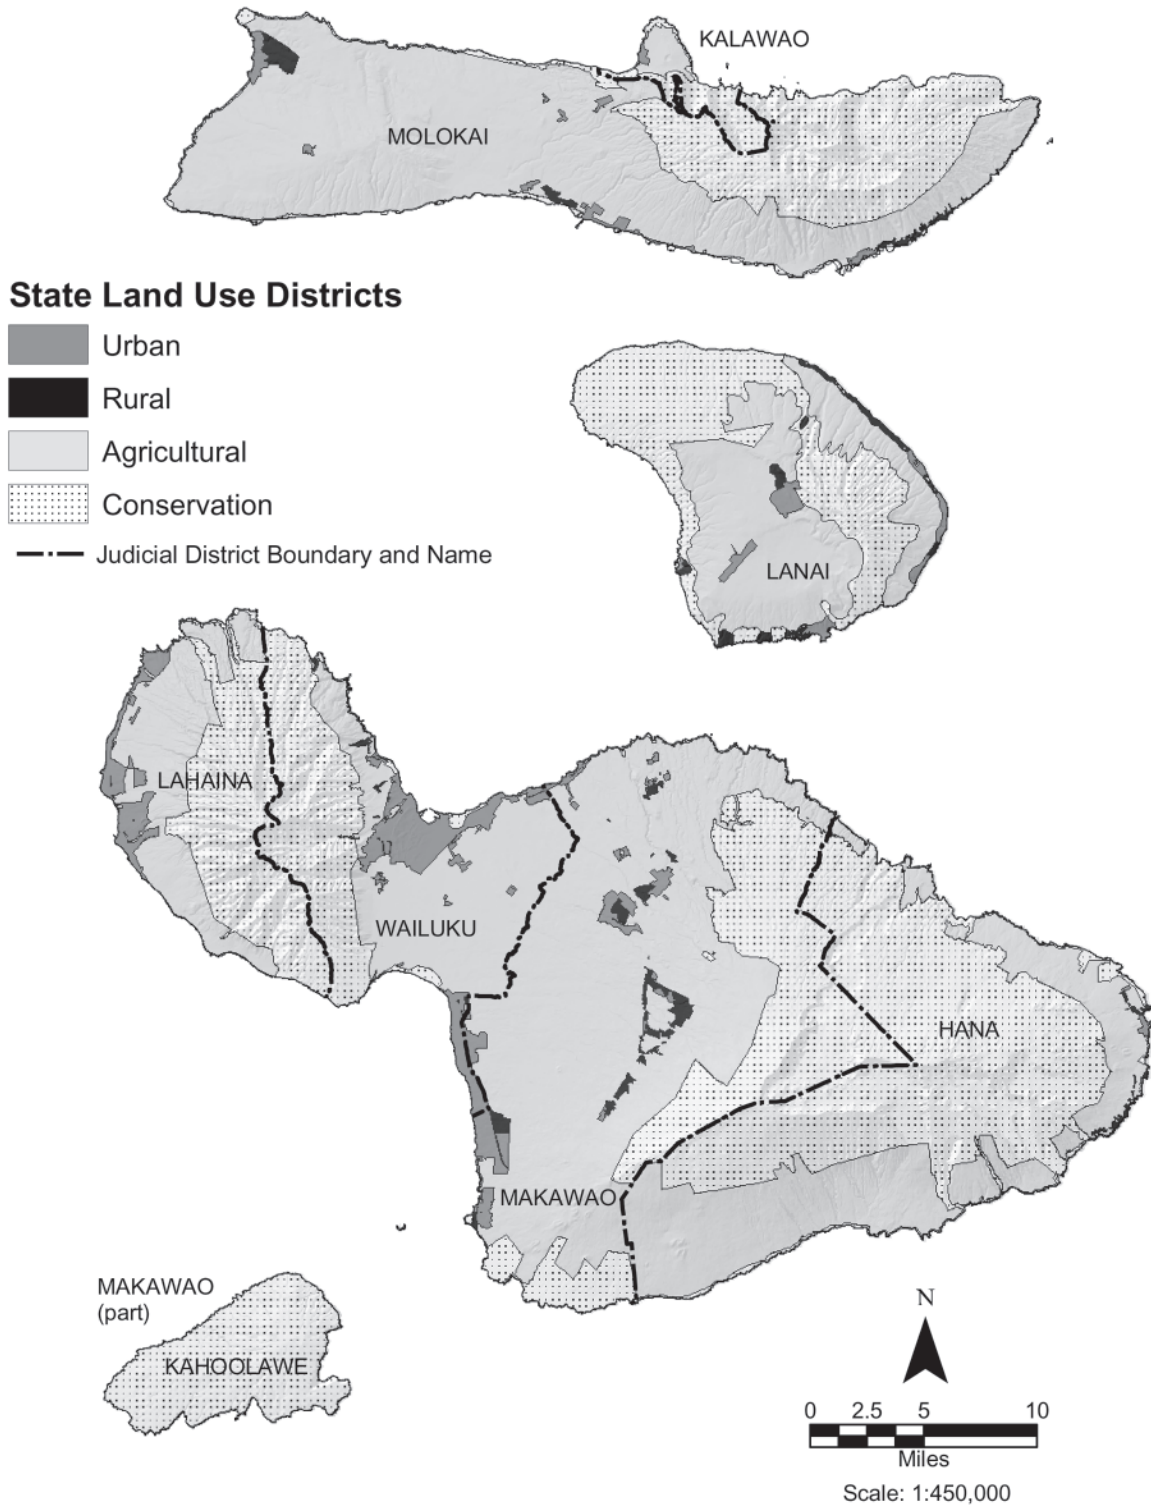 KALAWAO
MOLOKAI
State Land Use Districts
Urban
Rural
Agricultural
Conservation
Judicial District Boundary and Name
LANAI
LAHAINA
WAILUKU
HANA
MAKAWAO
MAKAWAO
(part)
KAHOOLAWE
N
0 2.5 5 10
Miles
Scale: 1:450,000